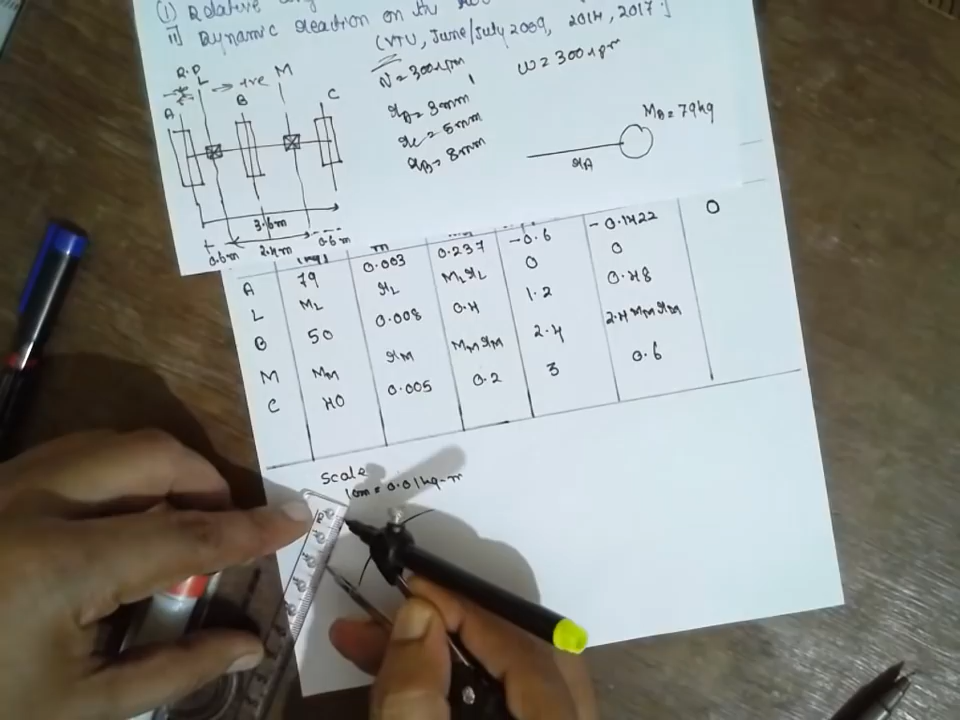 (i) Relative
ii] Dynamic reaction on the
(VTU, June/July 2009, 2014, 2017]
R.P
L → +ve M
A B C
N = 300 rpm
ω = 300 rpm
rA = 3mm
rc = 5mm
rB = 8mm
MA = 79kg
rA
3.6m
0.6m 2.4m 0.6m
m
A 79 0.003 0.237 -0.6 -0.1422 0
L ML rL MLrL 0 0
B 50 0.008 0.4 1.2 0.48
M MM rM MMrM 2.4 2.4 MMrM
C 40 0.005 0.2 3 0.6
Scale
1cm = 0.01kg-m